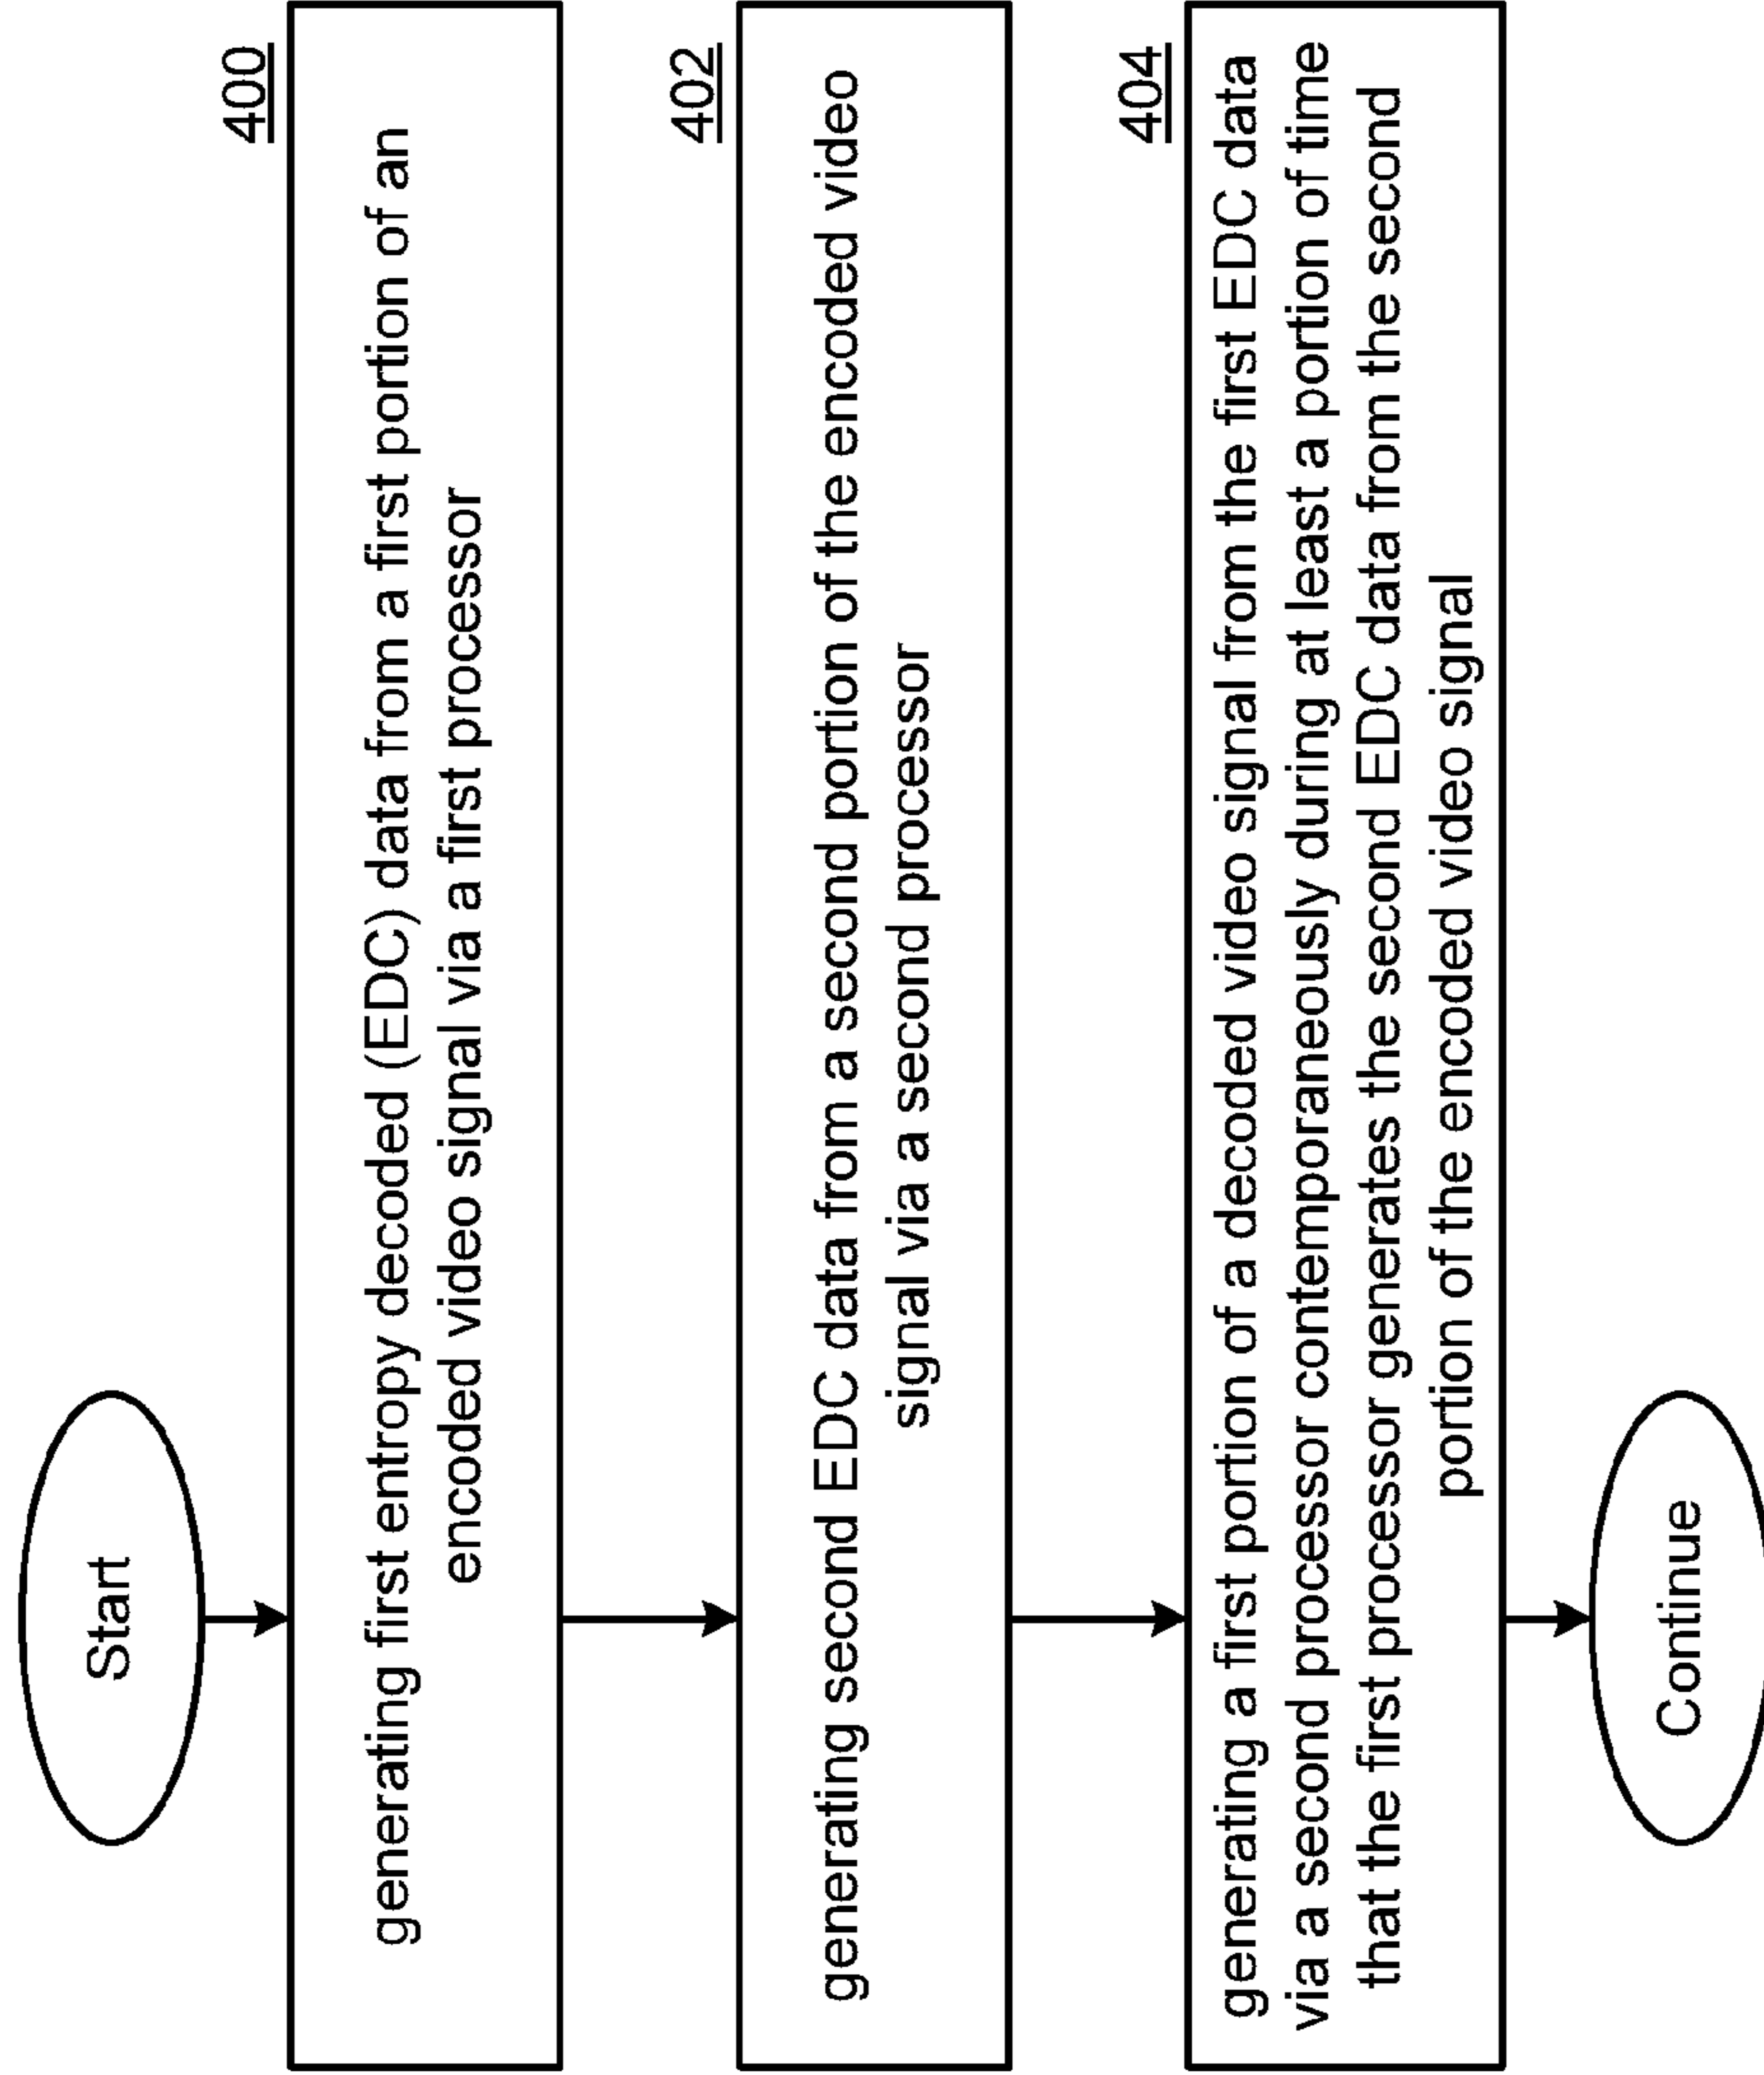 Start
400
generating first entropy decoded (EDC) data from a first portion of an
encoded video signal via a first processor
402
generating second EDC data from a second portion of the encoded video
signal via a second processor
404
generating a first portion of a decoded video signal from the first EDC data
via a second processor contemporaneously during at least a portion of time
that the first processor generates the second EDC data from the second
portion of the encoded video signal
Continue